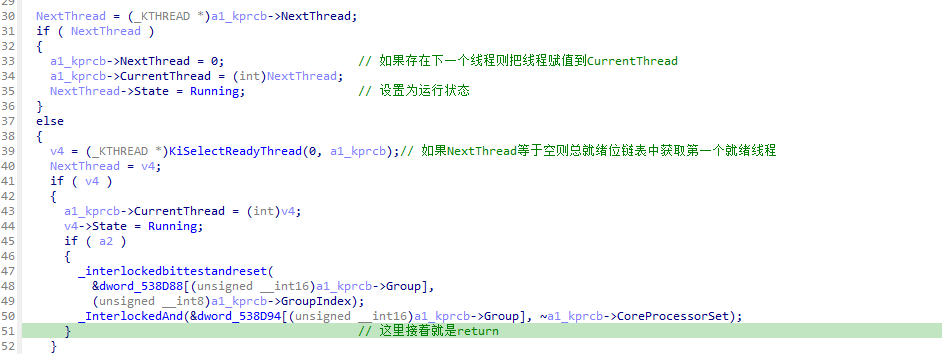 29
30 NextThread = (_KTHREAD *)a1_kprcb->NextThread;
31 if ( NextThread )
32 {
33 a1_kprcb->NextThread = 0; // 如果存在下一个线程则把线程赋值到CurrentThread
34 a1_kprcb->CurrentThread = (int)NextThread;
35 NextThread->State = Running; // 设置为运行状态
36 }
37 else
38 {
39 v4 = (_KTHREAD *)KiSelectReadyThread(0, a1_kprcb);// 如果NextThread等于空则总就绪位链表中获取第一个就绪线程
40 NextThread = v4;
41 if ( v4 )
42 {
43 a1_kprcb->CurrentThread = (int)v4;
44 v4->State = Running;
45 if ( a2 )
46 {
47 _interlockedbittestandreset(
48 &dword_538D88[(unsigned __int16)a1_kprcb->Group],
49 (unsigned __int8)a1_kprcb->GroupIndex);
50 _InterlockedAnd(&dword_538D94[(unsigned __int16)a1_kprcb->Group], ~a1_kprcb->CoreProcessorSet);
51 } // 这里接着就是return
52 }